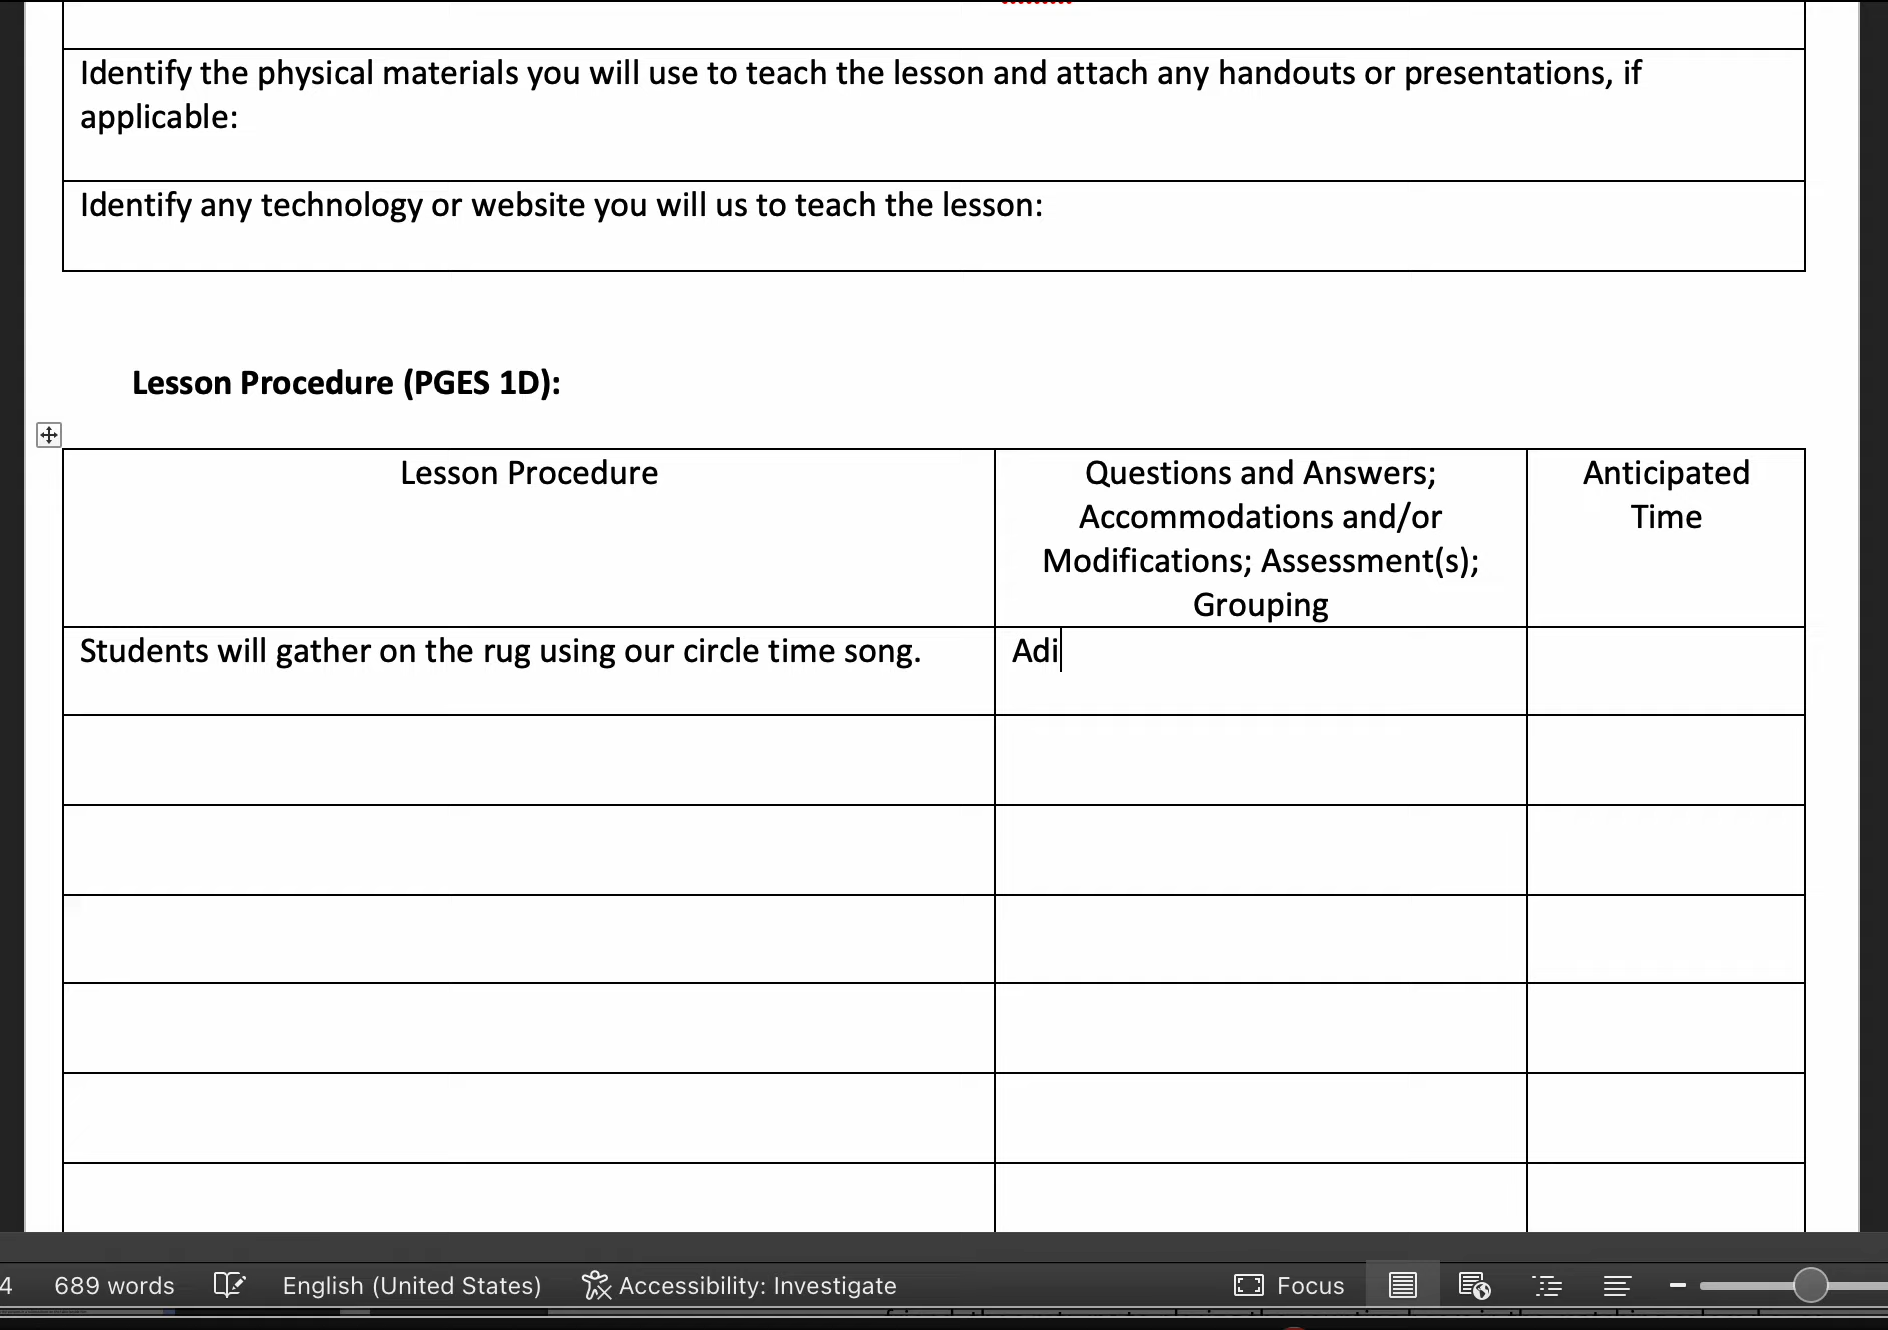 Identify the physical materials you will use to teach the lesson and attach any handouts or presentations, if
applicable:
Identify any technology or website you will us to teach the lesson:
Lesson Procedure (PGES 1D):
Lesson Procedure
Questions and Answers;
Accommodations and/or
Modifications; Assessment(s);
Grouping
Anticipated
Time
Students will gather on the rug using our circle time song.
Adi
4
689 words
English (United States)
Accessibility: Investigate
Focus